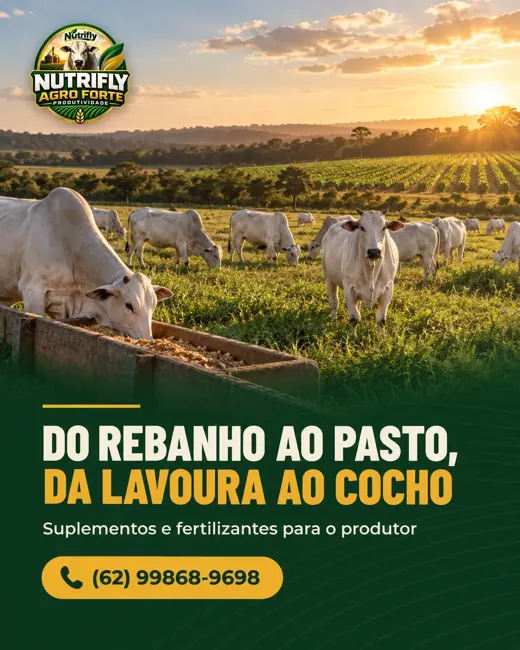 Nutrifly
NUTRIFLY
AGRO FORTE
PRODUTIVIDADE
DO REBANHO AO PASTO,
DA LAVOURA AO COCHO
Suplementos e fertilizantes para o produtor
(62) 99868-9698